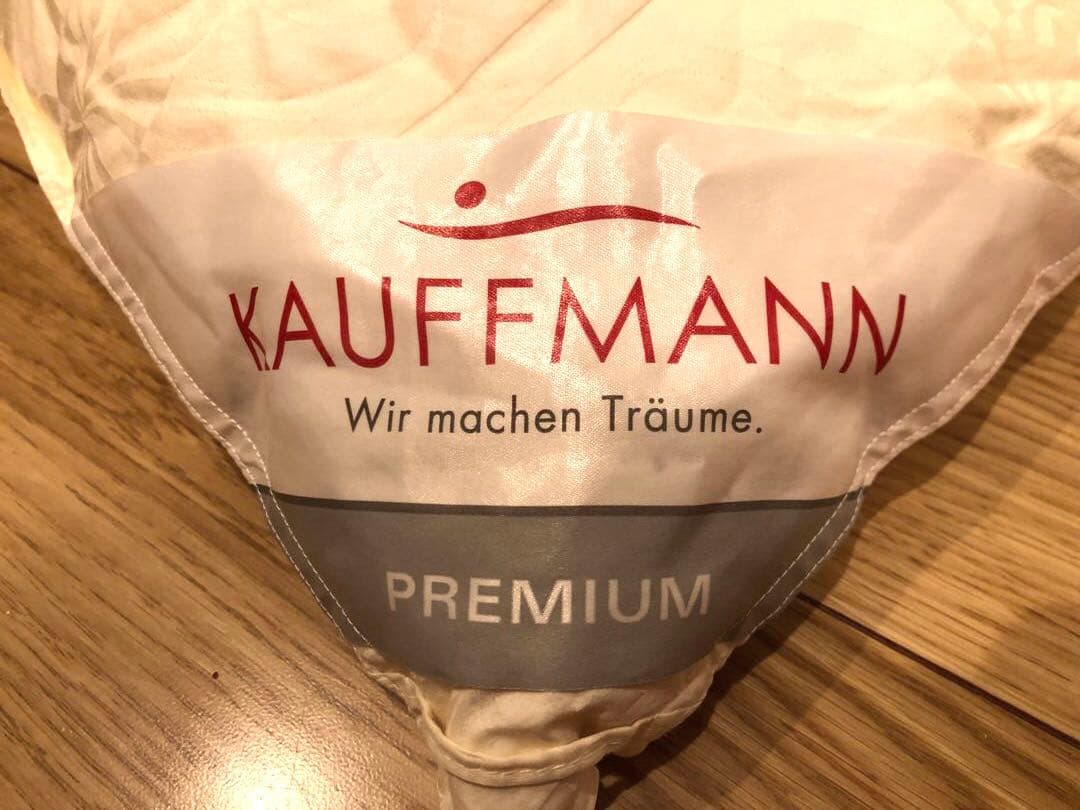 KAUFFMANN
Wir machen Träume.
PREMIUM